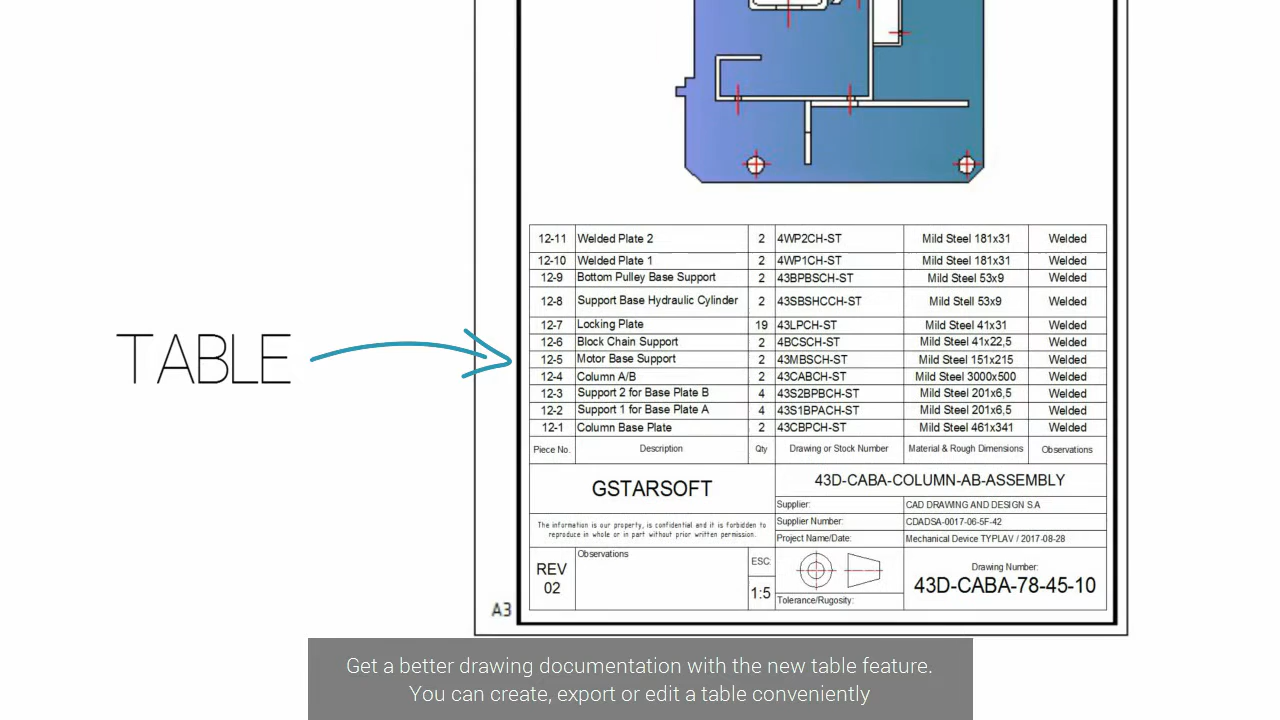 12-11 Welded Plate 2 2 4WP2CH-ST Mild Steel 181x31 Welded
12-10 Welded Plate 1 2 4WP1CH-ST Mild Steel 181x31 Welded
12-9 Bottom Pulley Base Support 2 43BPBSCH-ST Mild Steel 53x9 Welded
12-8 Support Base Hydraulic Cylinder 2 43SBSHCCH-ST Mild Stell 53x9 Welded
12-7 Locking Plate 19 43LPCH-ST Mild Steel 41x31 Welded
12-6 Block Chain Support 2 4BCSCH-ST Mild Steel 41x22,5 Welded
12-5 Motor Base Support 2 43MBSCH-ST Mild Steel 151x215 Welded
12-4 Column A/B 2 43CABCH-ST Mild Steel 3000x500 Welded
12-3 Support 2 for Base Plate B 4 43S2BPBCH-ST Mild Steel 201x6,5 Welded
12-2 Support 1 for Base Plate A 4 43S1BPACH-ST Mild Steel 201x6,5 Welded
12-1 Column Base Plate 2 43CBPCH-ST Mild Steel 461x341 Welded
Piece No. Description Qty Drawing or Stock Number Material & Rough Dimensions Observations
TABLE
GSTARSOFT
43D-CABA-COLUMN-AB-ASSEMBLY
Supplier: CAD DRAWING AND DESIGN S.A
Supplier Number: CDADSA-0017-06-5F-42
Project Name/Date: Mechanical Device TYPLAV / 2017-08-28
The information is our property, is confidential and it is forbidden to
reproduce in whole or in part without prior written permission.
REV
02
Observations
ESC:
1:5
Tolerance/Rugosity:
Drawing Number:
43D-CABA-78-45-10
A3
Get a better drawing documentation with the new table feature.
You can create, export or edit a table conveniently